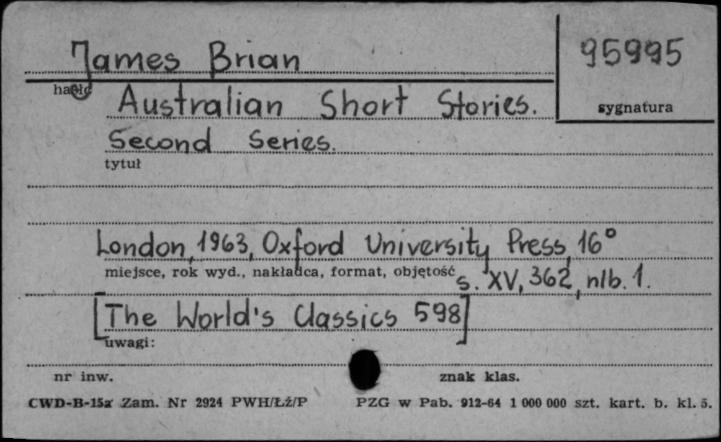 James Brian
95995
hasło
Australian Short Stories.
sygnatura
Second Series.
tytuł
London, 1963, Oxford University Press, 16°
miejsce, rok wyd., nakładca, format, objętość
s. XV, 362, nlb. 1.
[The World's Classics 598]
uwagi:
nr inw. znak klas.
CWD-B-15a Zam. Nr 2924 PWH/Łż/P PZG w Pab. 912-64 1 000 000 szt. kart. b. kl. 5.